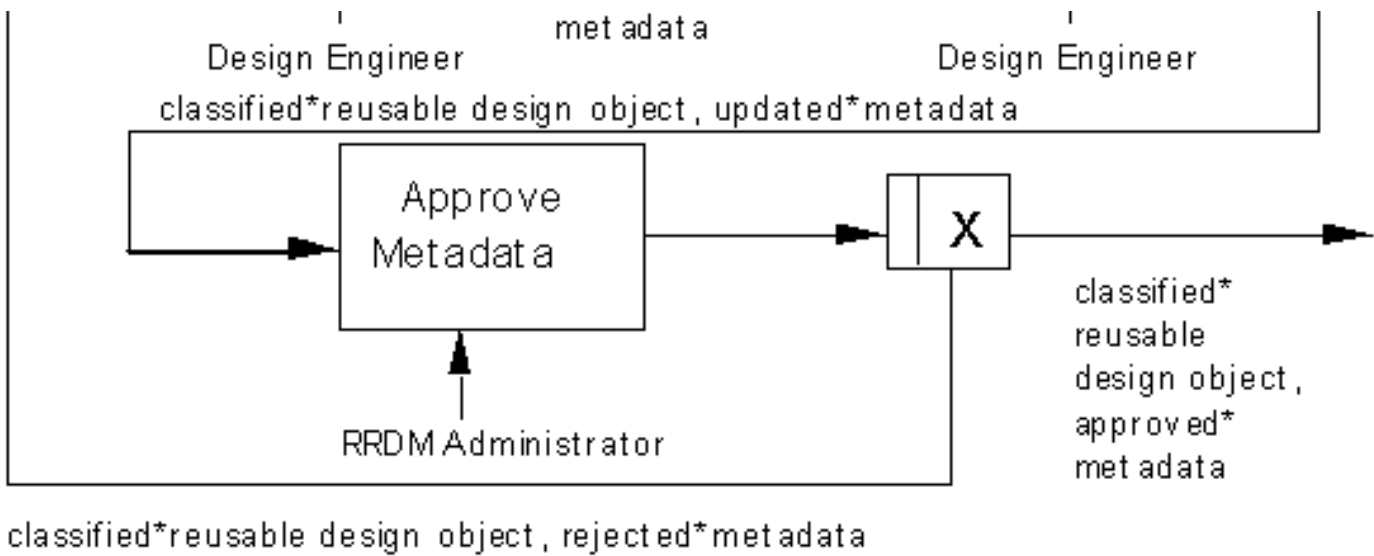 metadata
Design Engineer
Design Engineer
classified*reusable design object, updated*metadata
Approve
Metadata
X
classified*
reusable
design object,
approved*
metadata
RRDM Administrator
classified*reusable design object, rejected*metadata